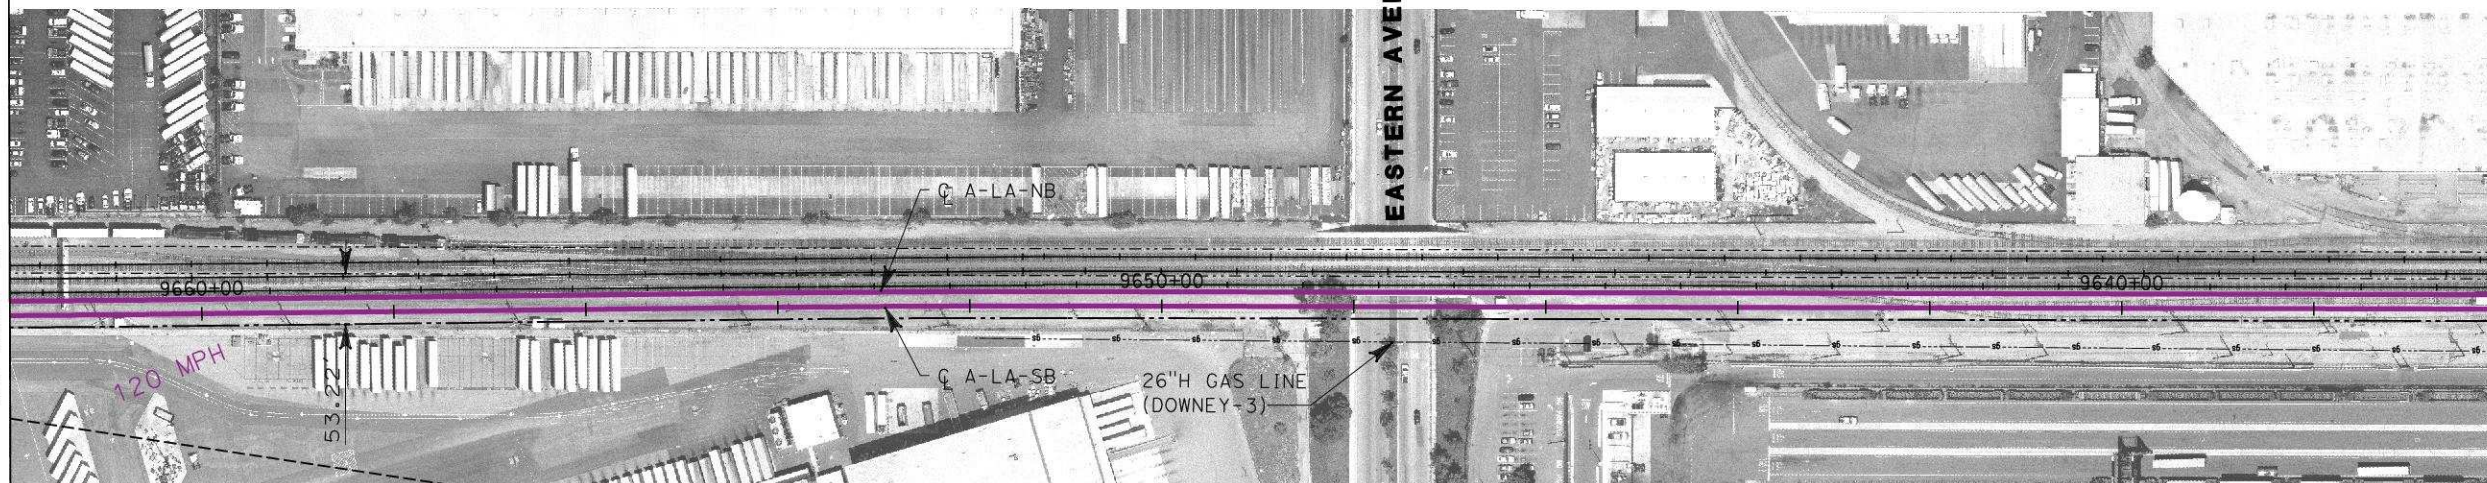 EASTERN AVE
℄ A-LA-NB
9660+00
9650+00
9640+00
120 MPH
53.22'
℄ A-LA-SB
26"H GAS LINE
(DOWNEY-3)